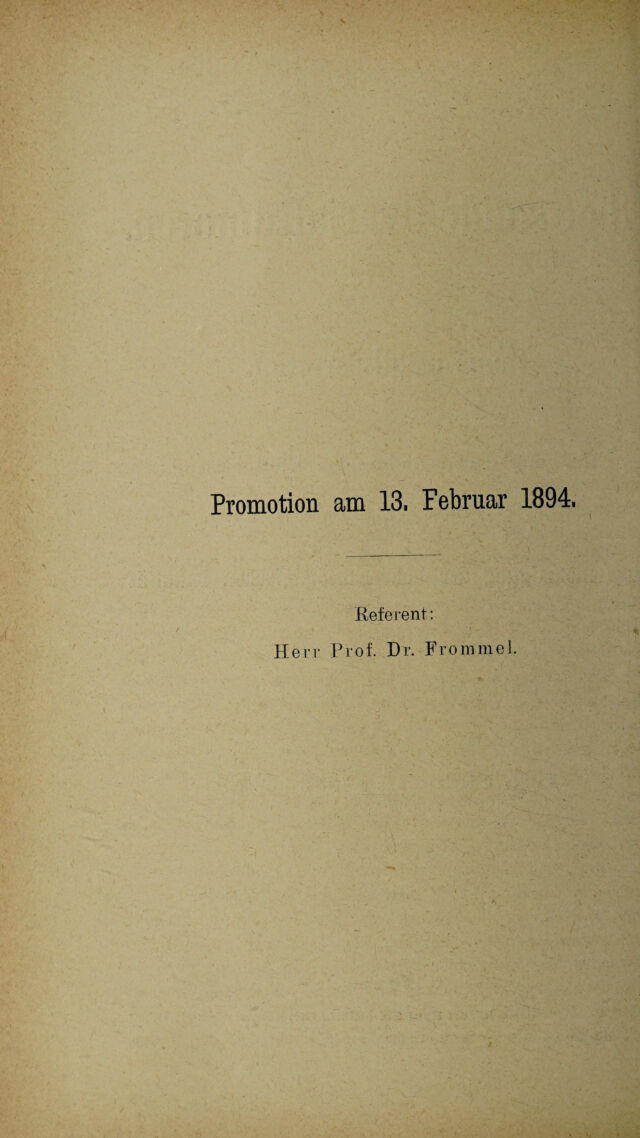 Promotion am 13. Februar 1894.
Referent:
Herr Prof. Dr. Frommel.